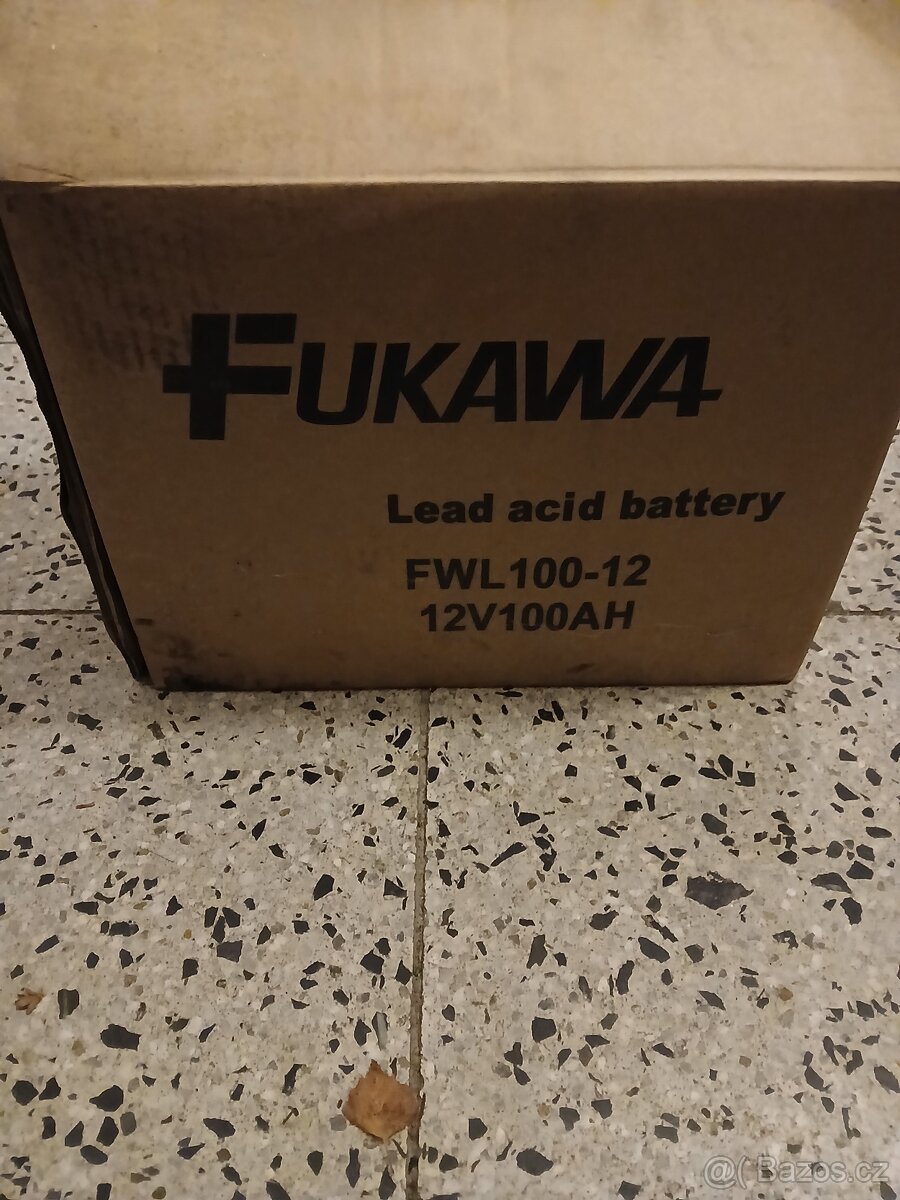 FUKAWA
Lead acid battery
FWL100-12
12V100AH
@( Bazos.cz